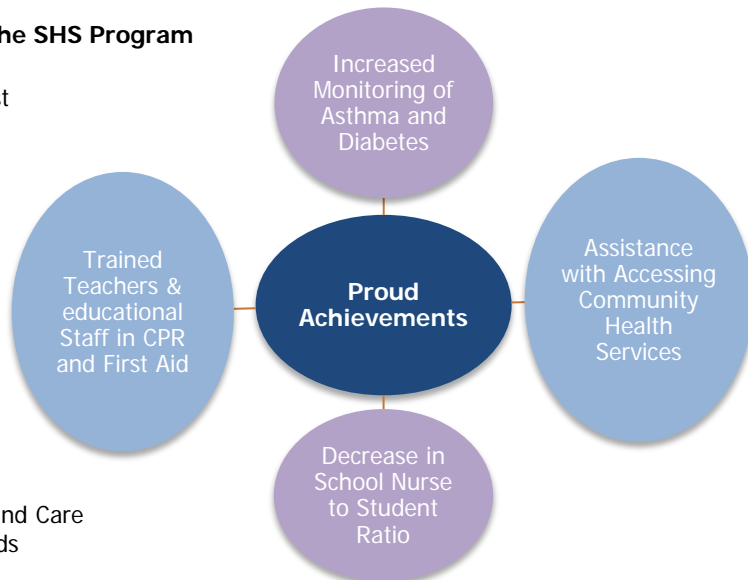 he SHS Program
st
Increased
Monitoring of
Asthma and
Diabetes
Trained
Teachers &
educational
Staff in CPR
and First Aid
Proud
Achievements
Assistance
with Accessing
Community
Health
Services
Decrease in
School Nurse
to Student
Ratio
nd Care
ds